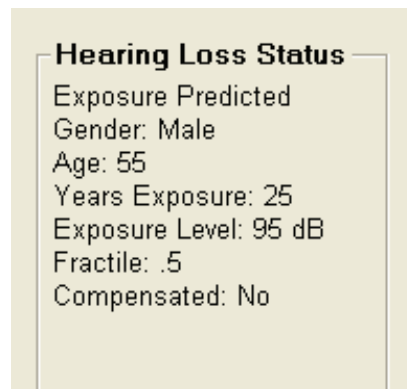 Hearing Loss Status
Exposure Predicted
Gender: Male
Age: 55
Years Exposure: 25
Exposure Level: 95 dB
Fractile: .5
Compensated: No